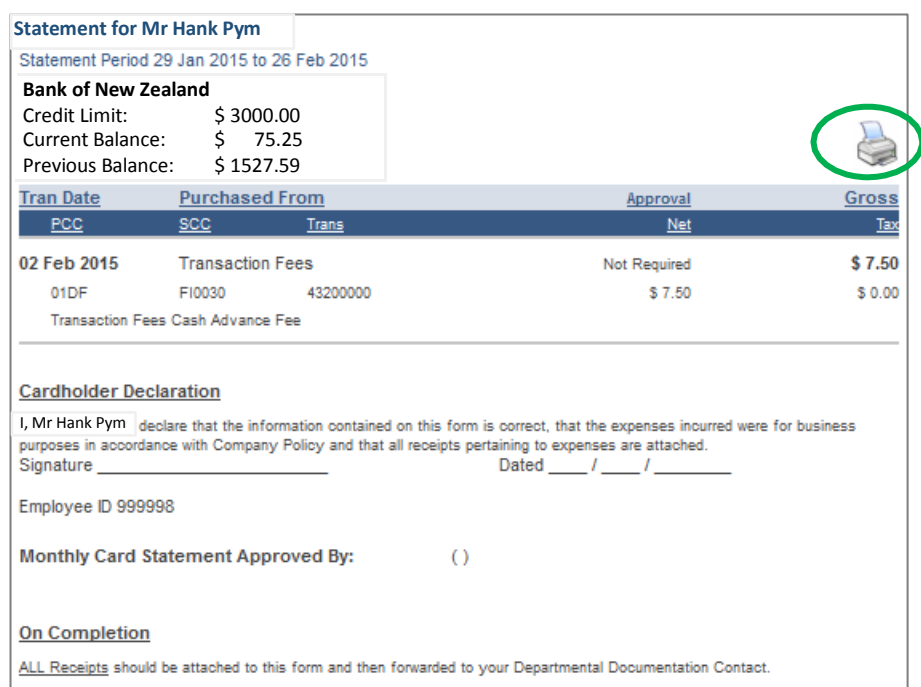 Statement for Mr Hank Pym
Statement Period 29 Jan 2015 to 26 Feb 2015
Bank of New Zealand
Credit Limit: $ 3000.00
Current Balance: $ 75.25
Previous Balance: $ 1527.59
Tran Date Purchased From Approval Gross
PCC SCC Trans Net Tax
02 Feb 2015 Transaction Fees Not Required $ 7.50
01DF FI0030 43200000 $ 7.50 $ 0.00
Transaction Fees Cash Advance Fee
Cardholder Declaration
I, Mr Hank Pym declare that the information contained on this form is correct, that the expenses incurred were for business
purposes in accordance with Company Policy and that all receipts pertaining to expenses are attached.
Signature ____________________ Dated ____ / ____ / ________
Employee ID 999998
Monthly Card Statement Approved By: ( )
On Completion
ALL Receipts should be attached to this form and then forwarded to your Departmental Documentation Contact.